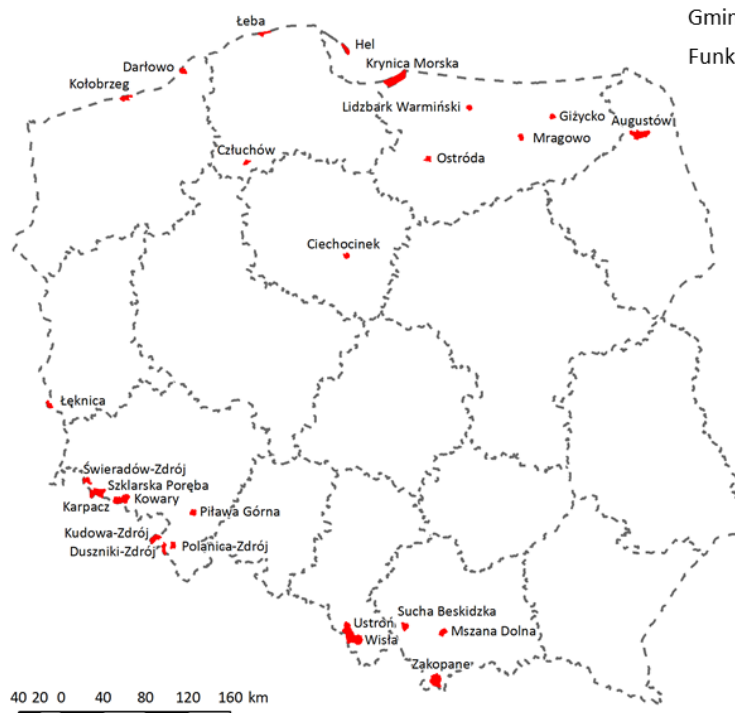 Gmin
Funk
Łeba
Hel
Darłowo
Krynica Morska
Kołobrzeg
Lidzbark Warmiński
Giżycko
Augustów
Mragowo
Człuchów
Ostróda
Ciechocinek
Łęknica
Świeradów-Zdrój
Szklarska Poręba
Karpacz
Kowary
Piława Górna
Kudowa-Zdrój
Duszniki-Zdrój
Polanica-Zdrój
Ustroń
Sucha Beskidzka
Wisła
Mszana Dolna
Zakopane
40 20 0 40 80 120 160 km